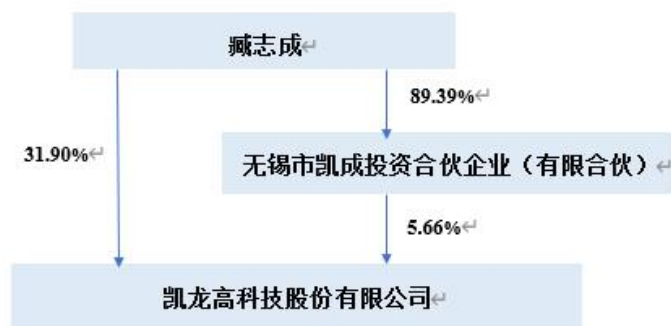 臧志成
89.39%
31.90%
无锡市凯成投资合伙企业（有限合伙）
5.66%
凯龙高科技股份有限公司